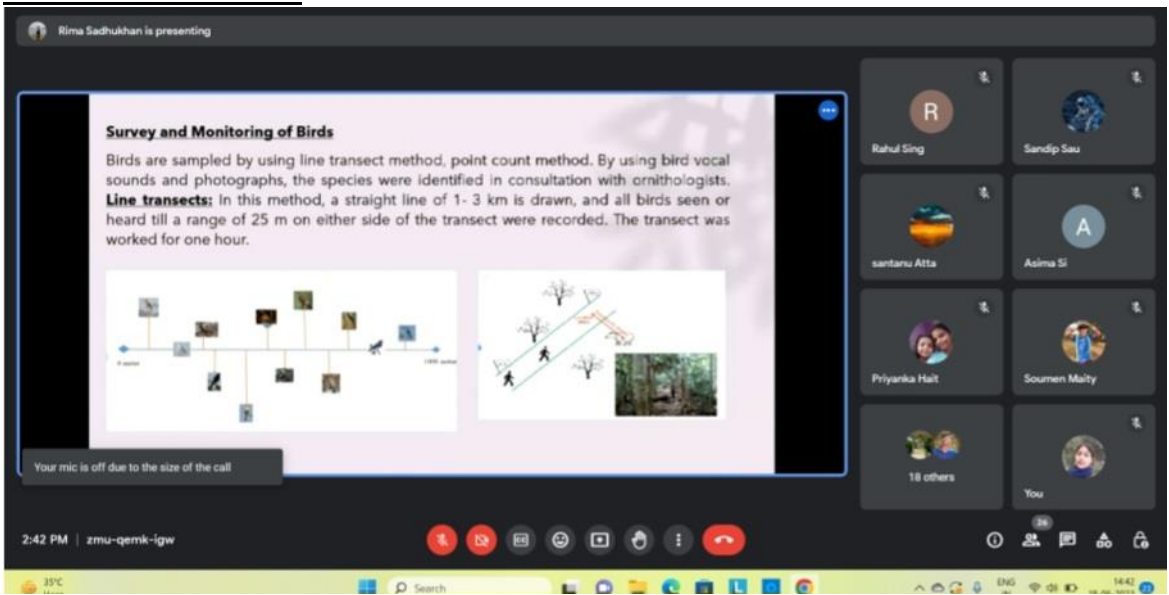 Rima Sadhukhan is presenting
Survey and Monitoring of Birds
Birds are sampled by using line transect method, point count method. By using bird vocal
sounds and photographs, the species were identified in consultation with ornithologists.
Line transects: In this method, a straight line of 1- 3 km is drawn, and all birds seen or
heard till a range of 25 m on either side of the transect were recorded. The transect was
worked for one hour.
Your mic is off due to the size of the call
R
Rahul Sing
Sandip Sau
santanu Atta
A
Asima Si
Priyanka Hait
Soumen Maity
18 others
You
2:42 PM | zmu-qemk-igw
26
35°C
Search
ENG
IN
14:42